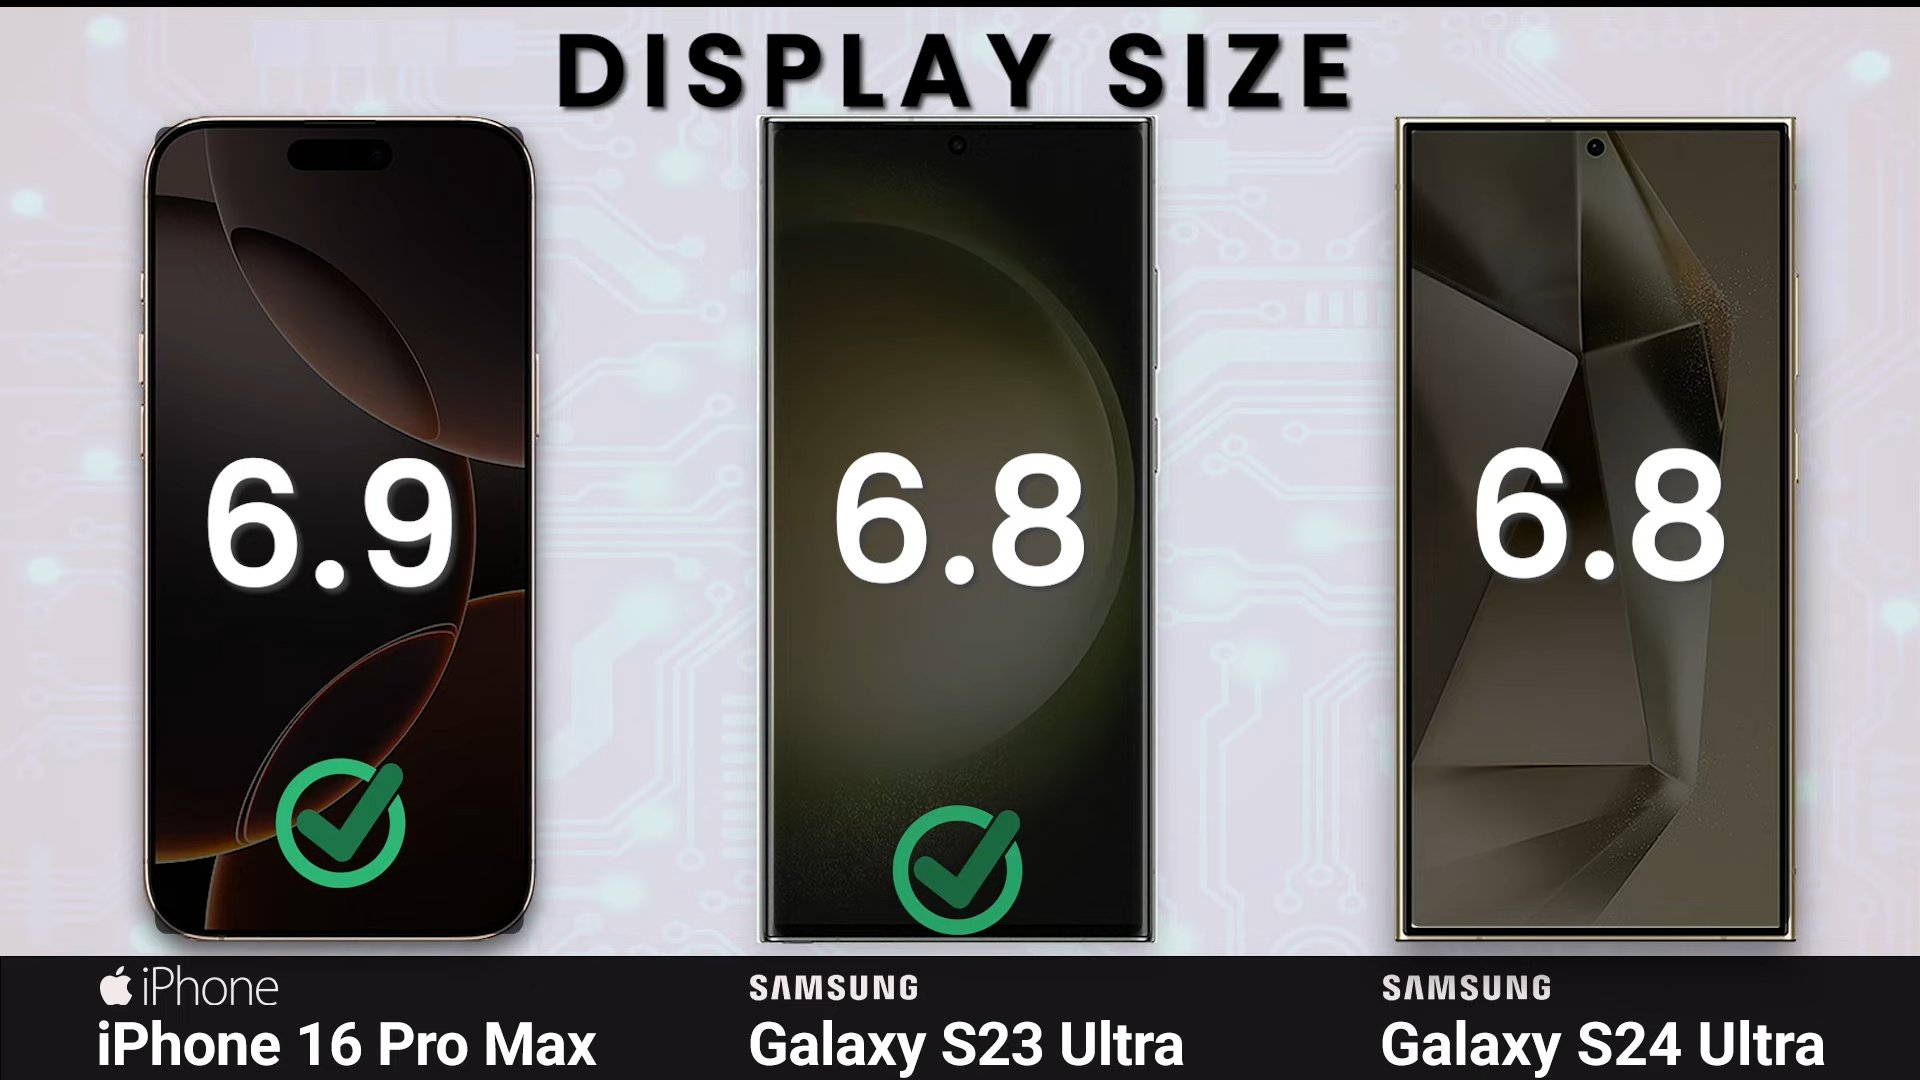 DISPLAY SIZE
6.9
6.8
6.8
iPhone
iPhone 16 Pro Max
SAMSUNG
Galaxy S23 Ultra
SAMSUNG
Galaxy S24 Ultra